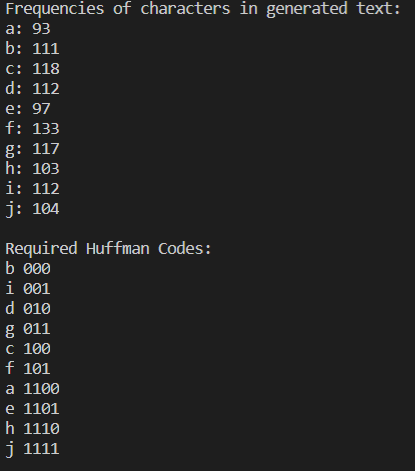 Frequencies of characters in generated text:
a: 93
b: 111
c: 118
d: 112
e: 97
f: 133
g: 117
h: 103
i: 112
j: 104
Required Huffman Codes:
b 000
i 001
d 010
g 011
c 100
f 101
a 1100
e 1101
h 1110
j 1111